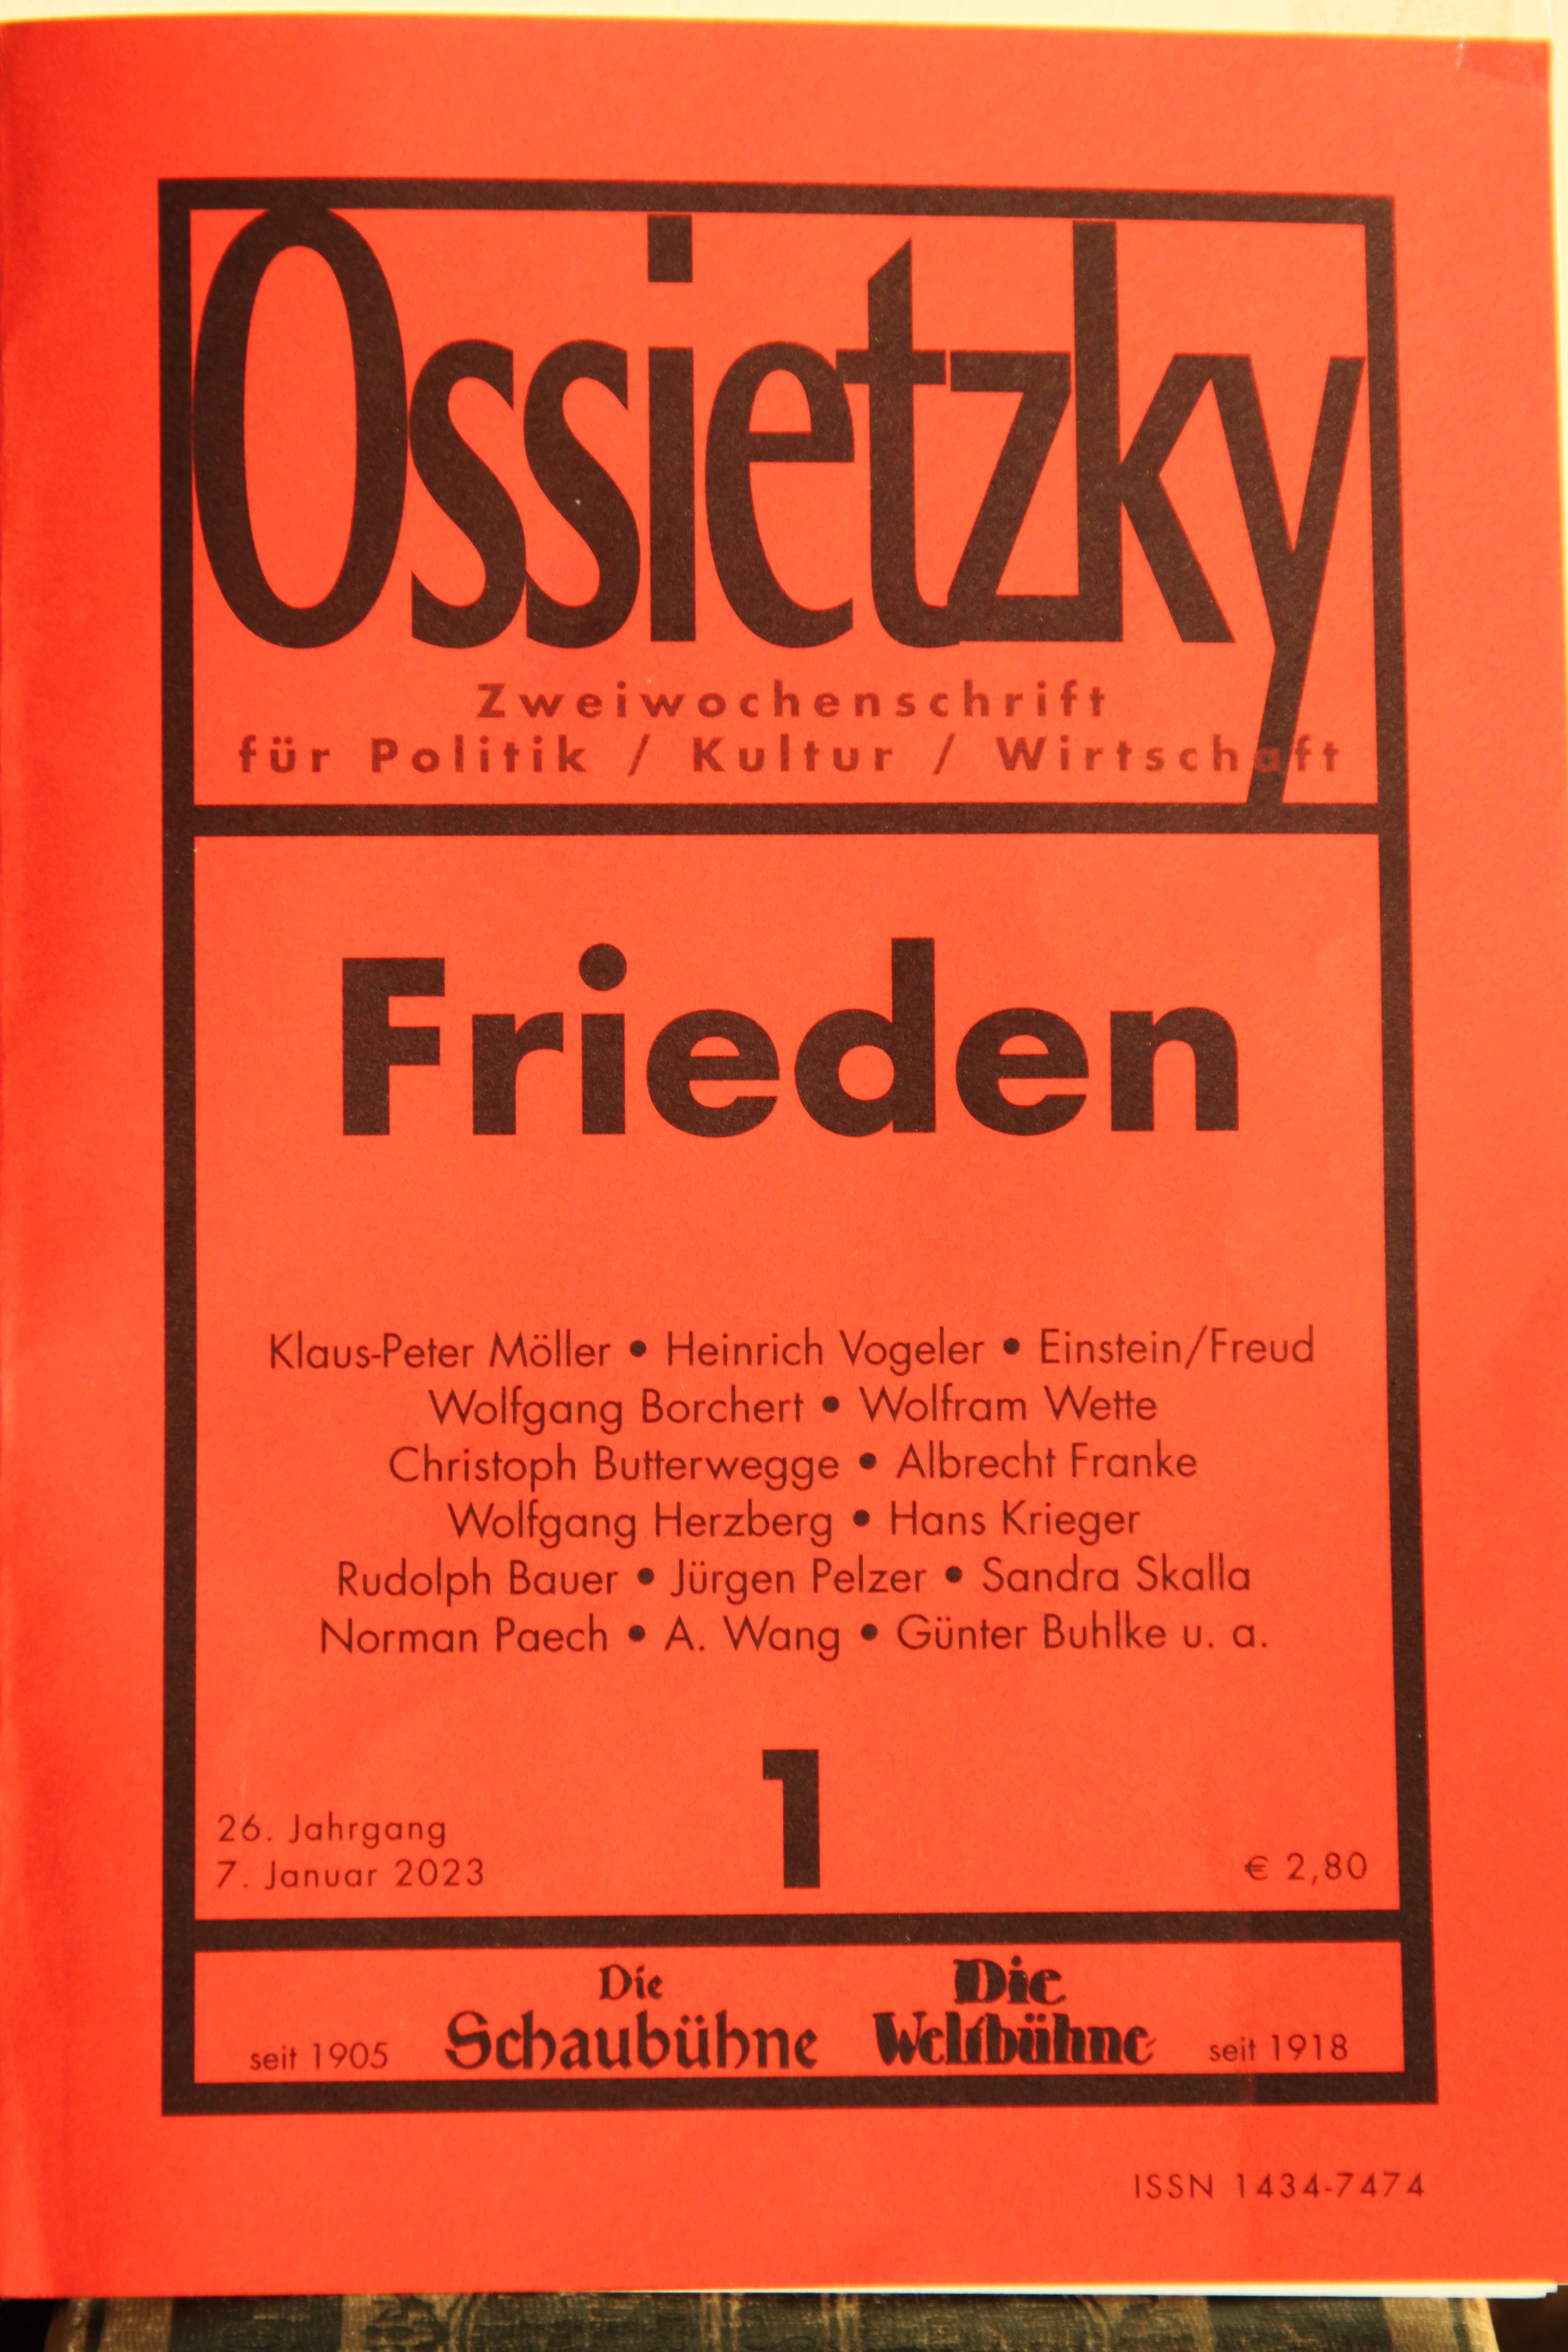 Ossietzky
Zweiwochenschrift
für Politik / Kultur / Wirtschaft
Frieden
Klaus-Peter Möller • Heinrich Vogeler • Einstein/Freud
Wolfgang Borchert • Wolfram Wette
Christoph Butterwegge • Albrecht Franke
Wolfgang Herzberg • Hans Krieger
Rudolph Bauer • Jürgen Pelzer • Sandra Skalla
Norman Paech • A. Wang • Günter Buhlke u. a.
1
26. Jahrgang
7. Januar 2023
€ 2,80
seit 1905
Die
Schaubühne
Die
Weltbühne
seit 1918
ISSN 1434-7474